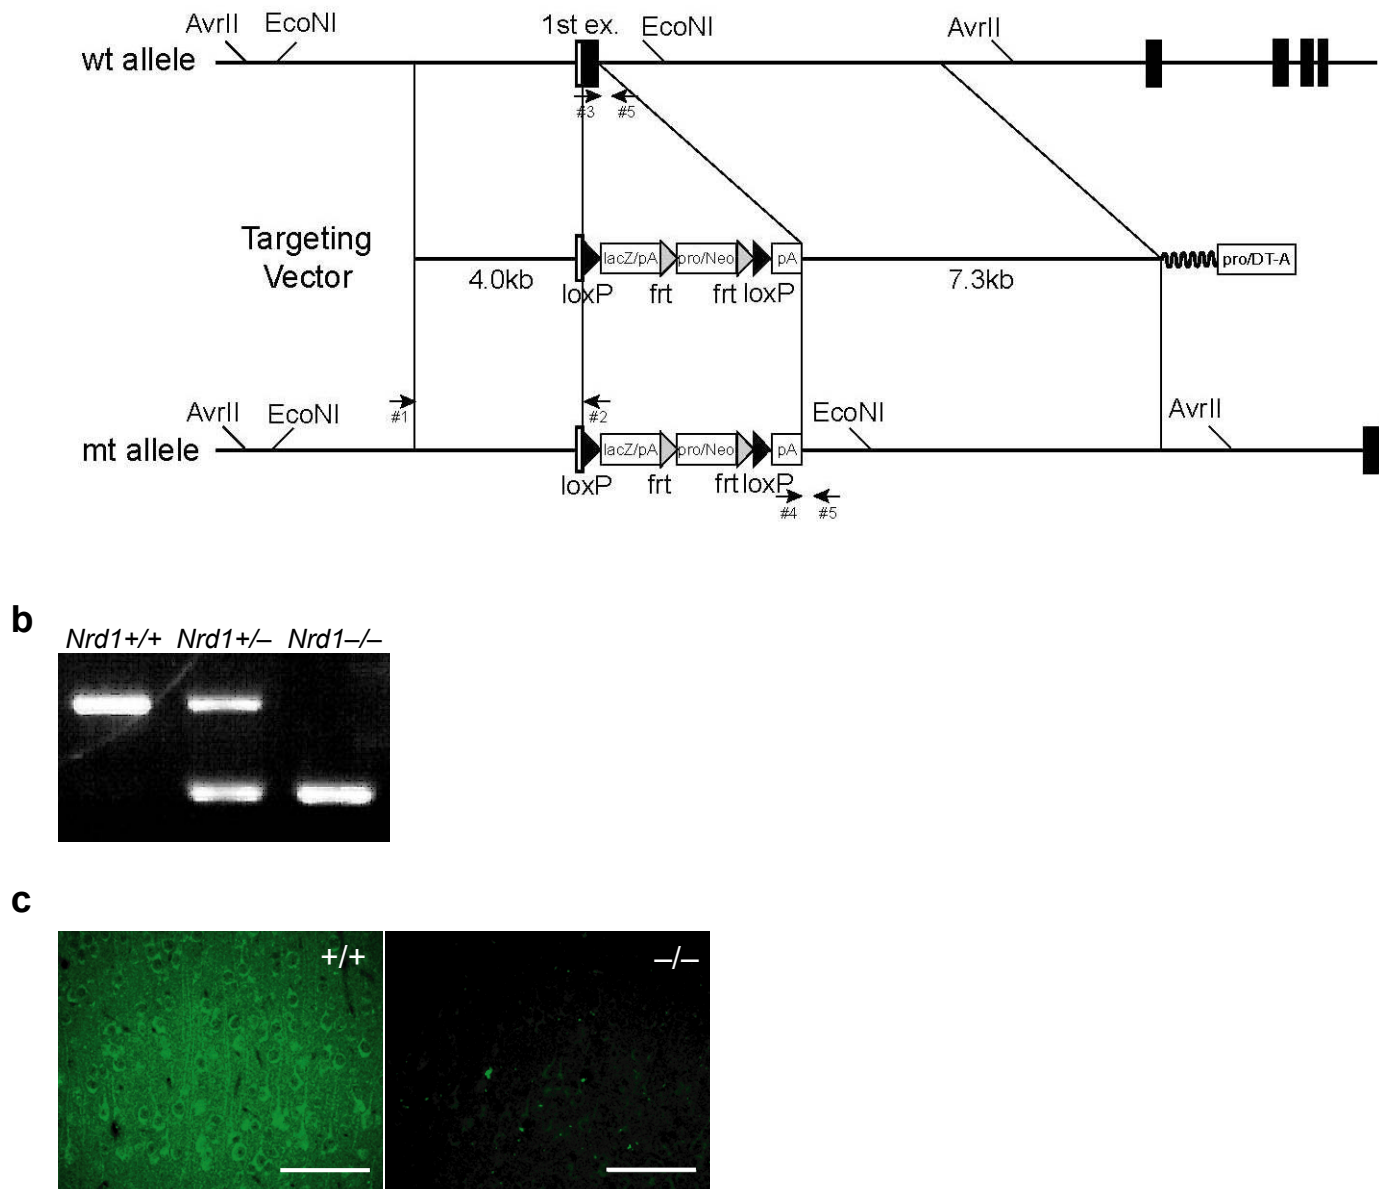 AvrII EcoNI 1st ex. EcoNI AvrII
wt allele
#3 #5
Targeting
Vector
lacZ/pA pro/Neo pA pro/DT-A
4.0kb 7.3kb
loxP frt frt loxP
#1 #2
AvrII EcoNI EcoNI AvrII
mt allele
lacZ/pA pro/Neo pA
loxP frt frt loxP
#4 #5
b
Nrd1+/+ Nrd1+/– Nrd1–/–
c
+/+ –/–